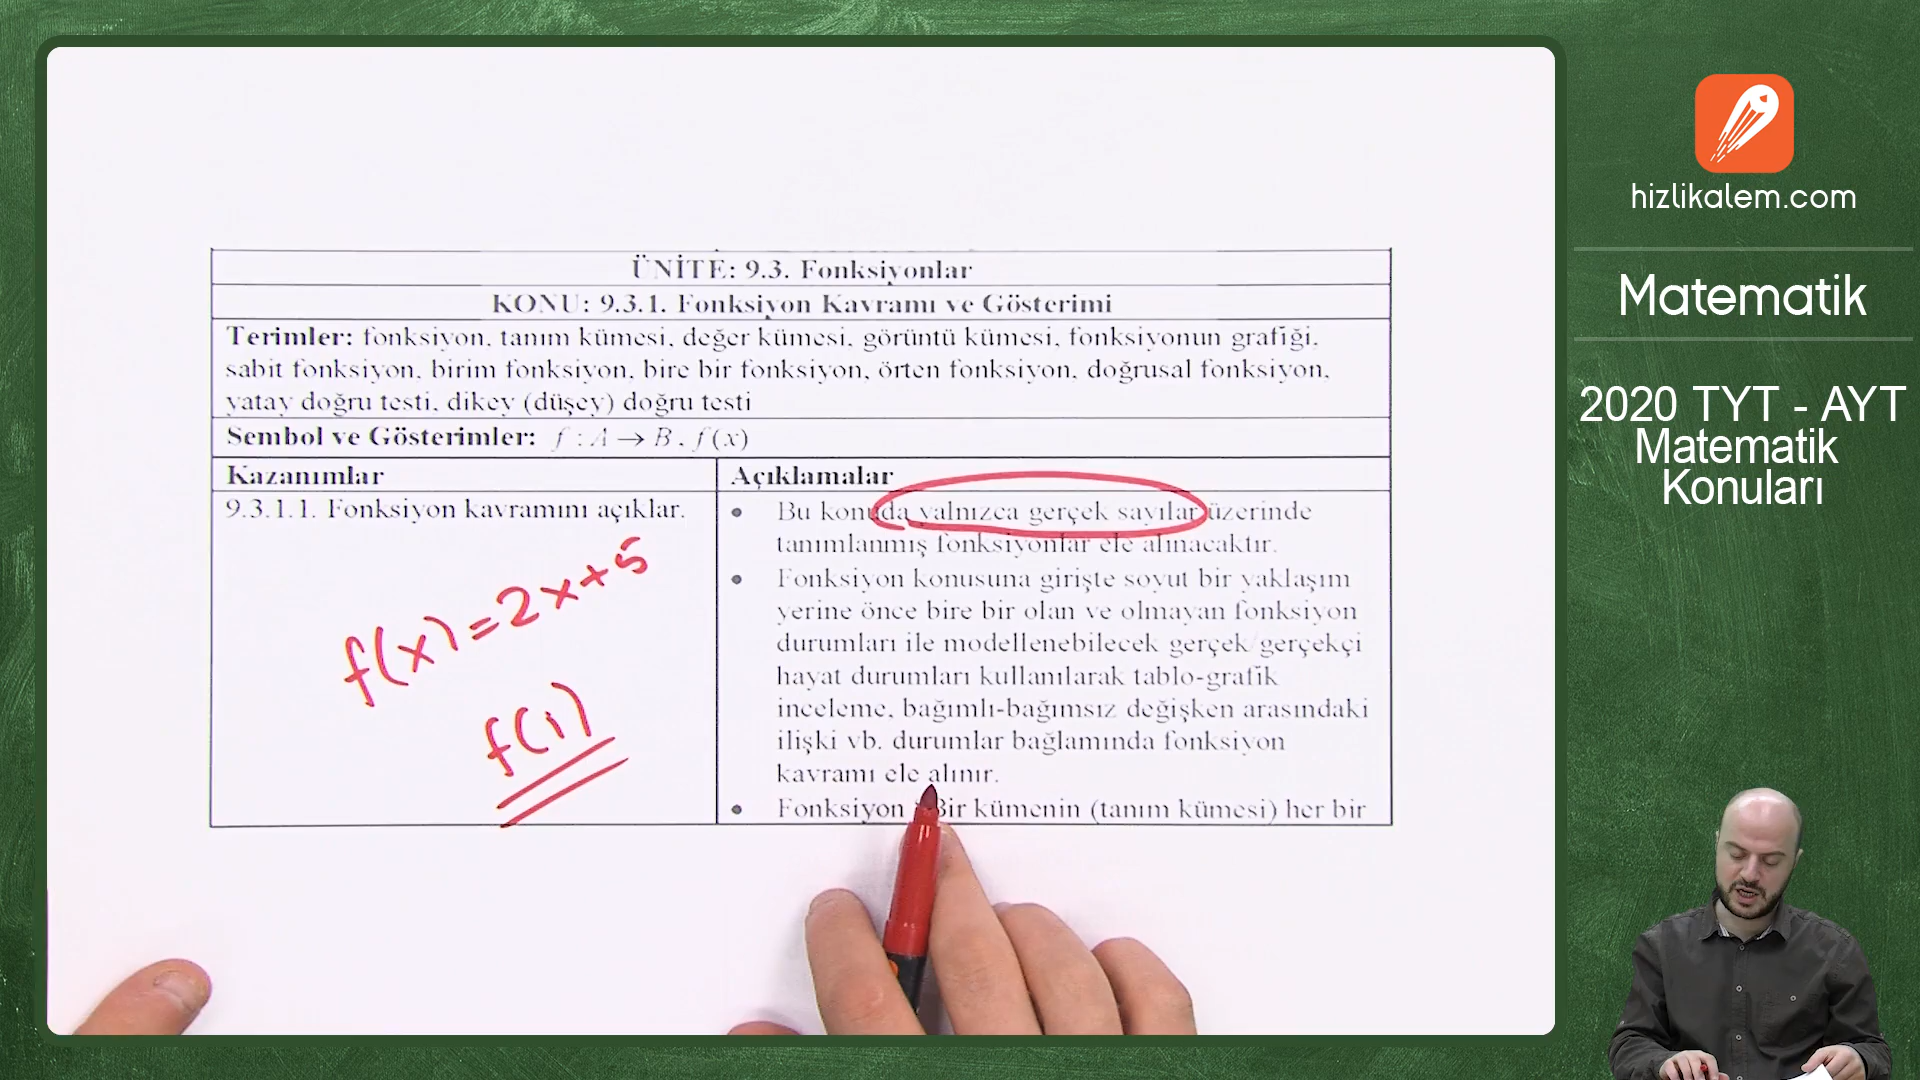 ÜNİTE: 9.3. Fonksiyonlar
KONU: 9.3.1. Fonksiyon Kavramı ve Gösterimi
Terimler: fonksiyon, tanım kümesi, değer kümesi, görüntü kümesi, fonksiyonun grafiği,
sabit fonksiyon, birim fonksiyon, bire bir fonksiyon, örten fonksiyon, doğrusal fonksiyon,
yatay doğru testi, dikey (düşey) doğru testi
Sembol ve Gösterimler: f : A → B , f(x)
Kazanımlar
9.3.1.1. Fonksiyon kavramını açıklar.
f(x)=2x+5
f(1)
Açıklamalar
• Bu konuda yalnızca gerçek sayılar üzerinde
tanımlanmış fonksiyonlar ele alınacaktır.
• Fonksiyon konusuna girişte soyut bir yaklaşım
yerine önce bire bir olan ve olmayan fonksiyon
durumları ile modellenebilecek gerçek/gerçekçi
hayat durumları kullanılarak tablo-grafik
inceleme, bağımlı-bağımsız değişken arasındaki
ilişki vb. durumlar bağlamında fonksiyon
kavramı ele alınır.
• Fonksiyon Bir kümenin (tanım kümesi) her bir
hizlikalem.com
Matematik
2020 TYT - AYT
Matematik
Konuları